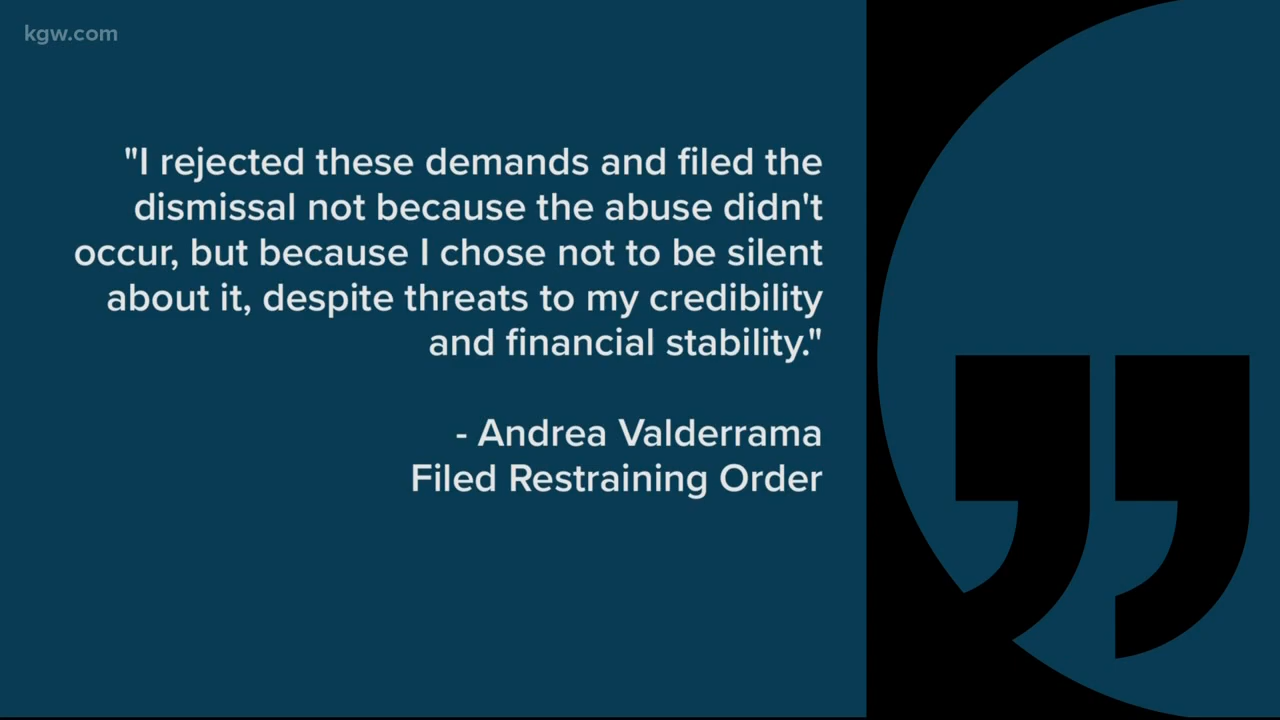 kgw.com
"I rejected these demands and filed the
dismissal not because the abuse didn't
occur, but because I chose not to be silent
about it, despite threats to my credibility
and financial stability."
- Andrea Valderrama
Filed Restraining Order